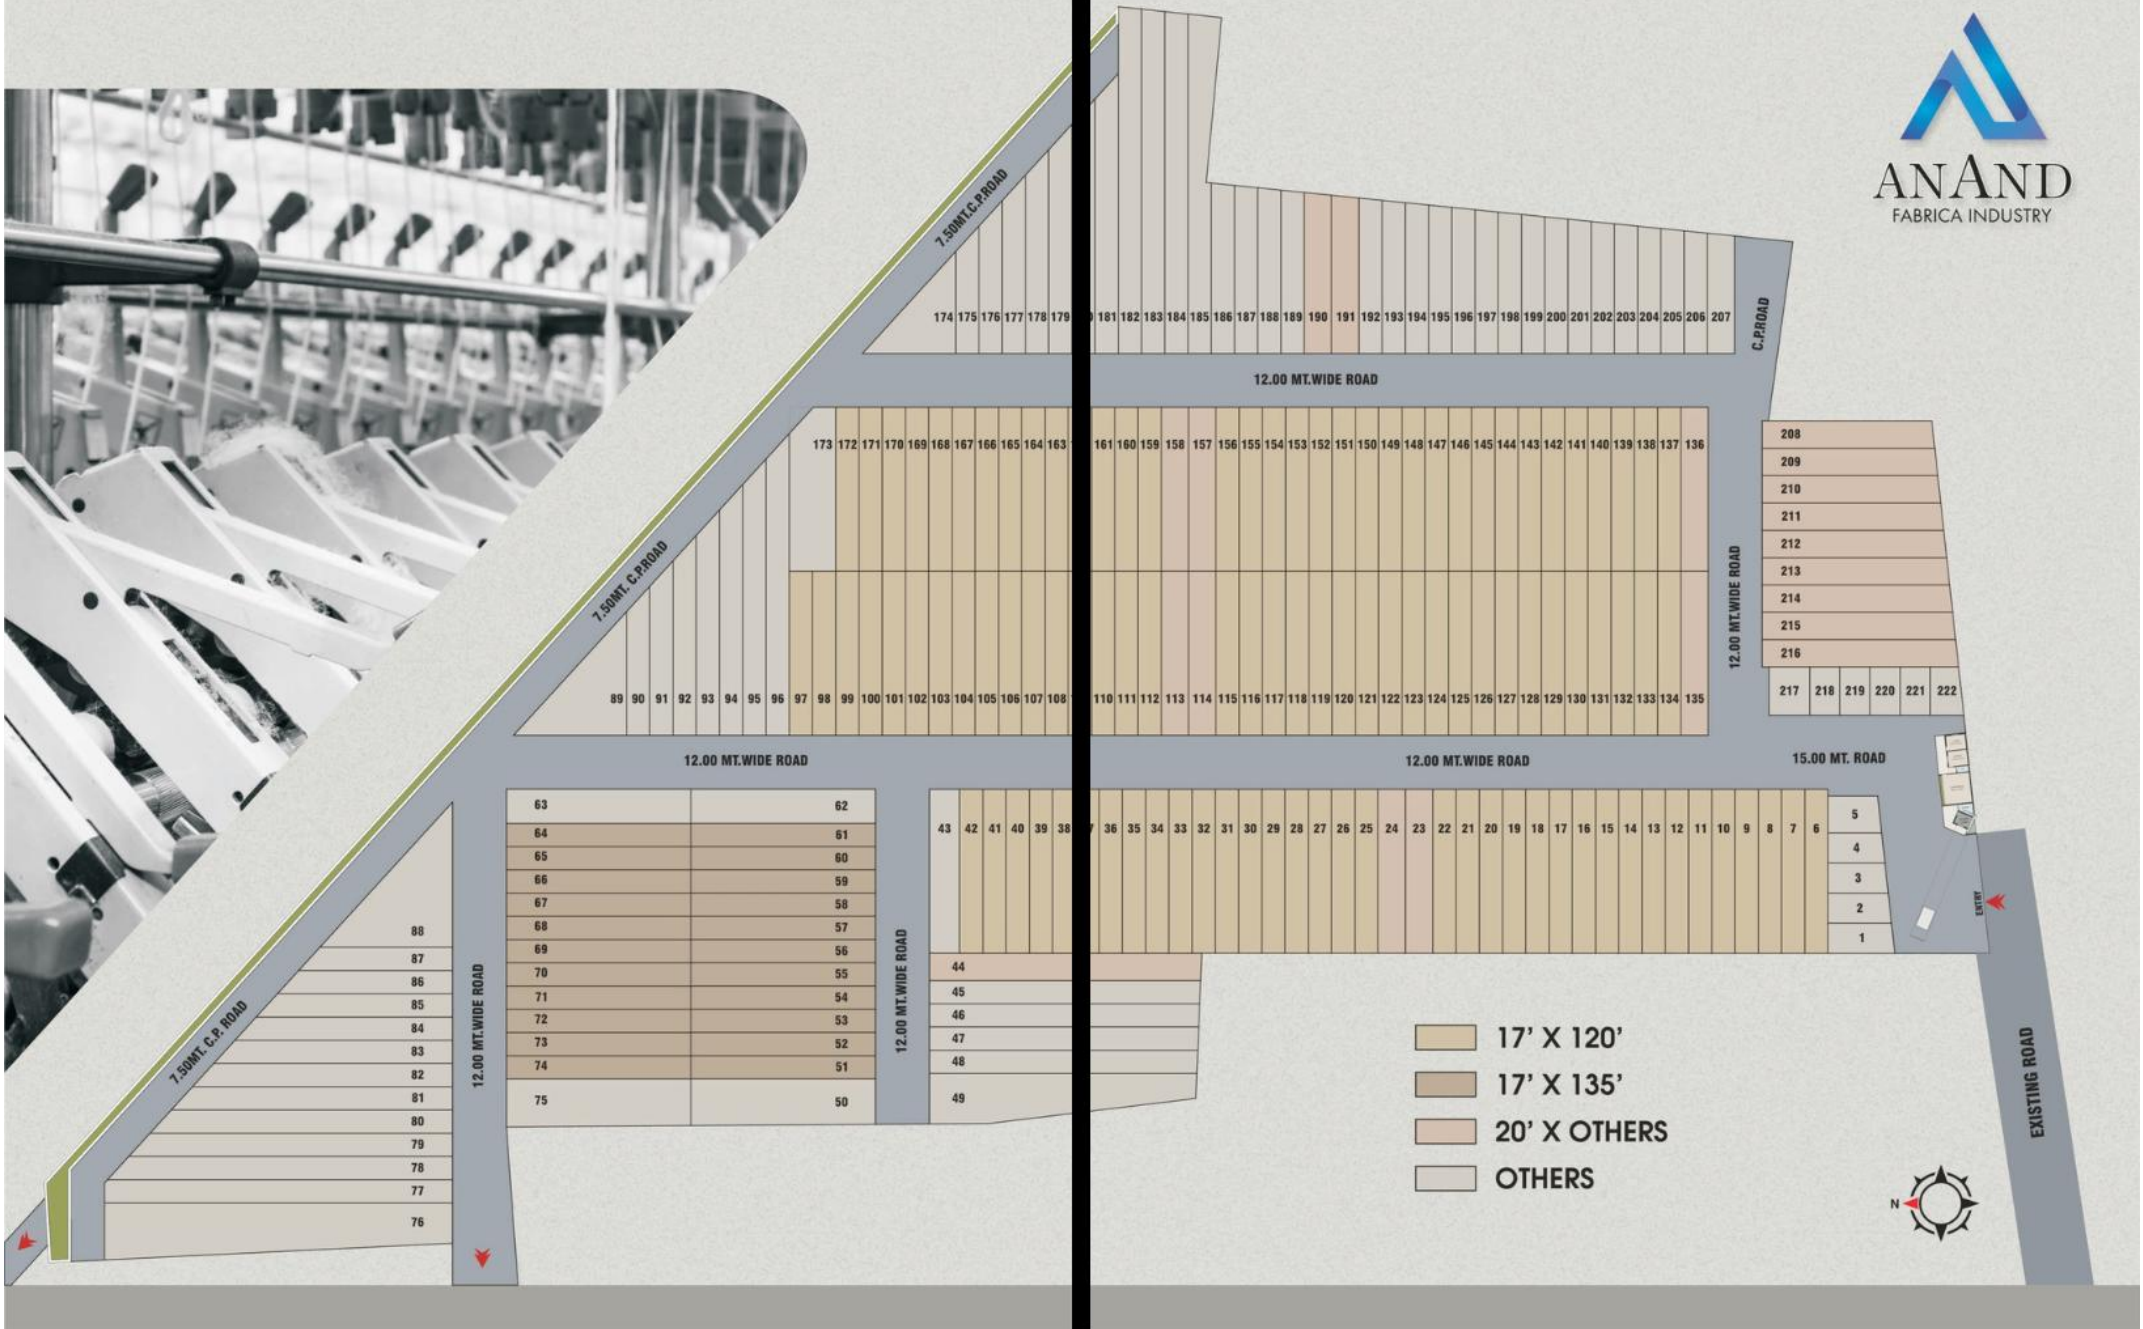 ANAND
FABRICA INDUSTRY
7.50MT.C.P.ROAD
174 175 176 177 178 179 181 182 183 184 185 186 187 188 189 190 191 192 193 194 195 196 197 198 199 200 201 202 203 204 205 206 207
C.P.ROAD
12.00 MT.WIDE ROAD
173 172 171 170 169 168 167 166 165 164 163 161 160 159 158 157 156 155 154 153 152 151 150 149 148 147 146 145 144 143 142 141 140 139 138 137 136
208
209
210
211
212
213
214
215
216
7.50MT. C.P.ROAD
12.00 MT.WIDE ROAD
89 90 91 92 93 94 95 96 97 98 99 100 101 102 103 104 105 106 107 108 110 111 112 113 114 115 116 117 118 119 120 121 122 123 124 125 126 127 128 129 130 131 132 133 134 135
217 218 219 220 221 222
12.00 MT.WIDE ROAD
12.00 MT.WIDE ROAD
15.00 MT. ROAD
63 62
64 61
65 60
66 59
67 58
68 57
69 56
70 55
71 54
72 53
73 52
74 51
75 50
43 42 41 40 39 38 36 35 34 33 32 31 30 29 28 27 26 25 24 23 22 21 20 19 18 17 16 15 14 13 12 11 10 9 8 7 6
5
4
3
2
1
ENTRY
88
87
86
85
84
83
82
81
80
79
78
77
76
7.50MT. C.P. ROAD
12.00 MT.WIDE ROAD
12.00 MT.WIDE ROAD
44
45
46
47
48
49
17' X 120'
17' X 135'
20' X OTHERS
OTHERS
EXISTING ROAD
N